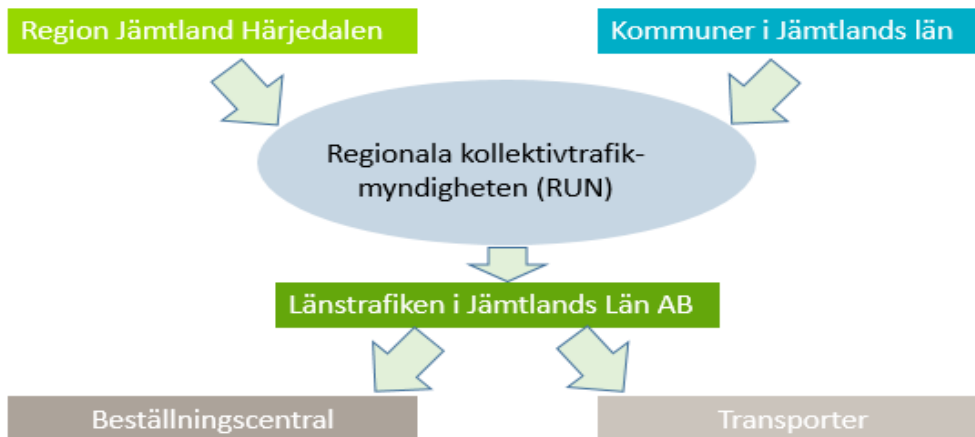 Region Jämtland Härjedalen
Kommuner i Jämtlands län
Regionala kollektivtrafik-
myndigheten (RUN)
Länstrafiken i Jämtlands Län AB
Beställningscentral
Transporter